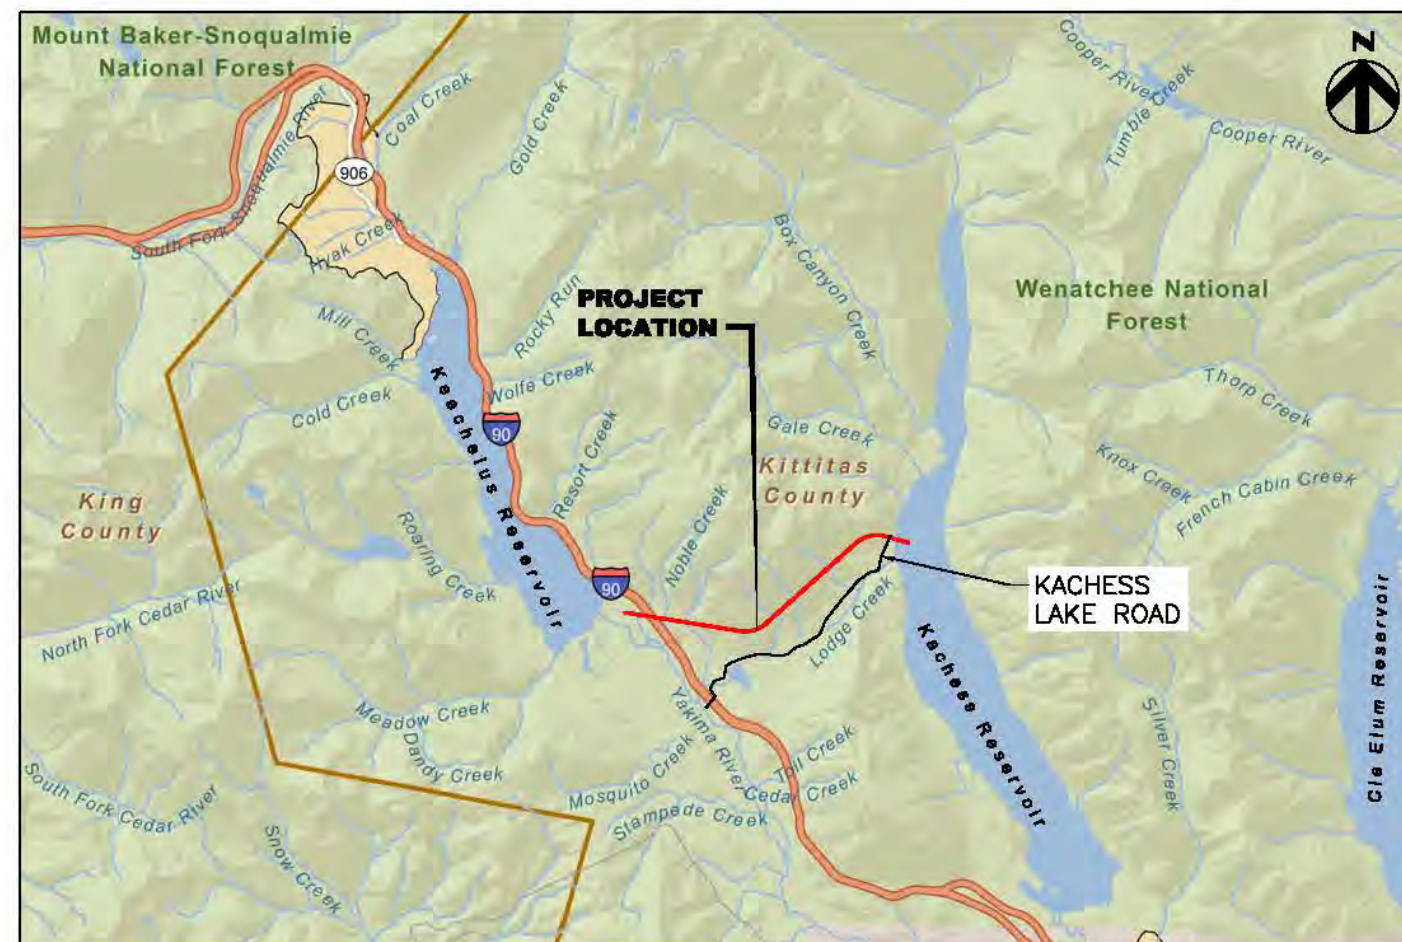 Mount Baker-Snoqualmie
National Forest
N
Cooper River
Tumble Creek
Cooper River
Coal Creek
Gold Creek
906
South Fork Snoqualmie River
Hyak Creek
Box Canyon Creek
Wenatchee National
Forest
PROJECT
LOCATION
Rocky Run
Mill Creek
Wolfe Creek
Cold Creek
Keechelus Reservoir
90
Thorp Creek
Resort Creek
Gale Creek
Kittitas
County
Knox Creek
French Cabin Creek
King
County
Roaring Creek
Noble Creek
90
North Fork Cedar River
KACHESS
LAKE ROAD
Lodge Creek
Kachess Reservoir
Cle Elum Reservoir
Meadow Creek
Dandy Creek
Yakima River
Silver Creek
Toll Creek
Mosquito Creek
Cedar Creek
Stampede Creek
South Fork Cedar River
Snow Creek